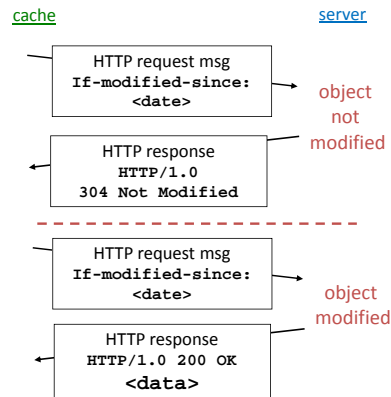 cache
server
HTTP request msg
If-modified-since:
<date>
object
not
modified
HTTP response
HTTP/1.0
304 Not Modified
HTTP request msg
If-modified-since:
<date>
object
modified
HTTP response
HTTP/1.0 200 OK
<data>